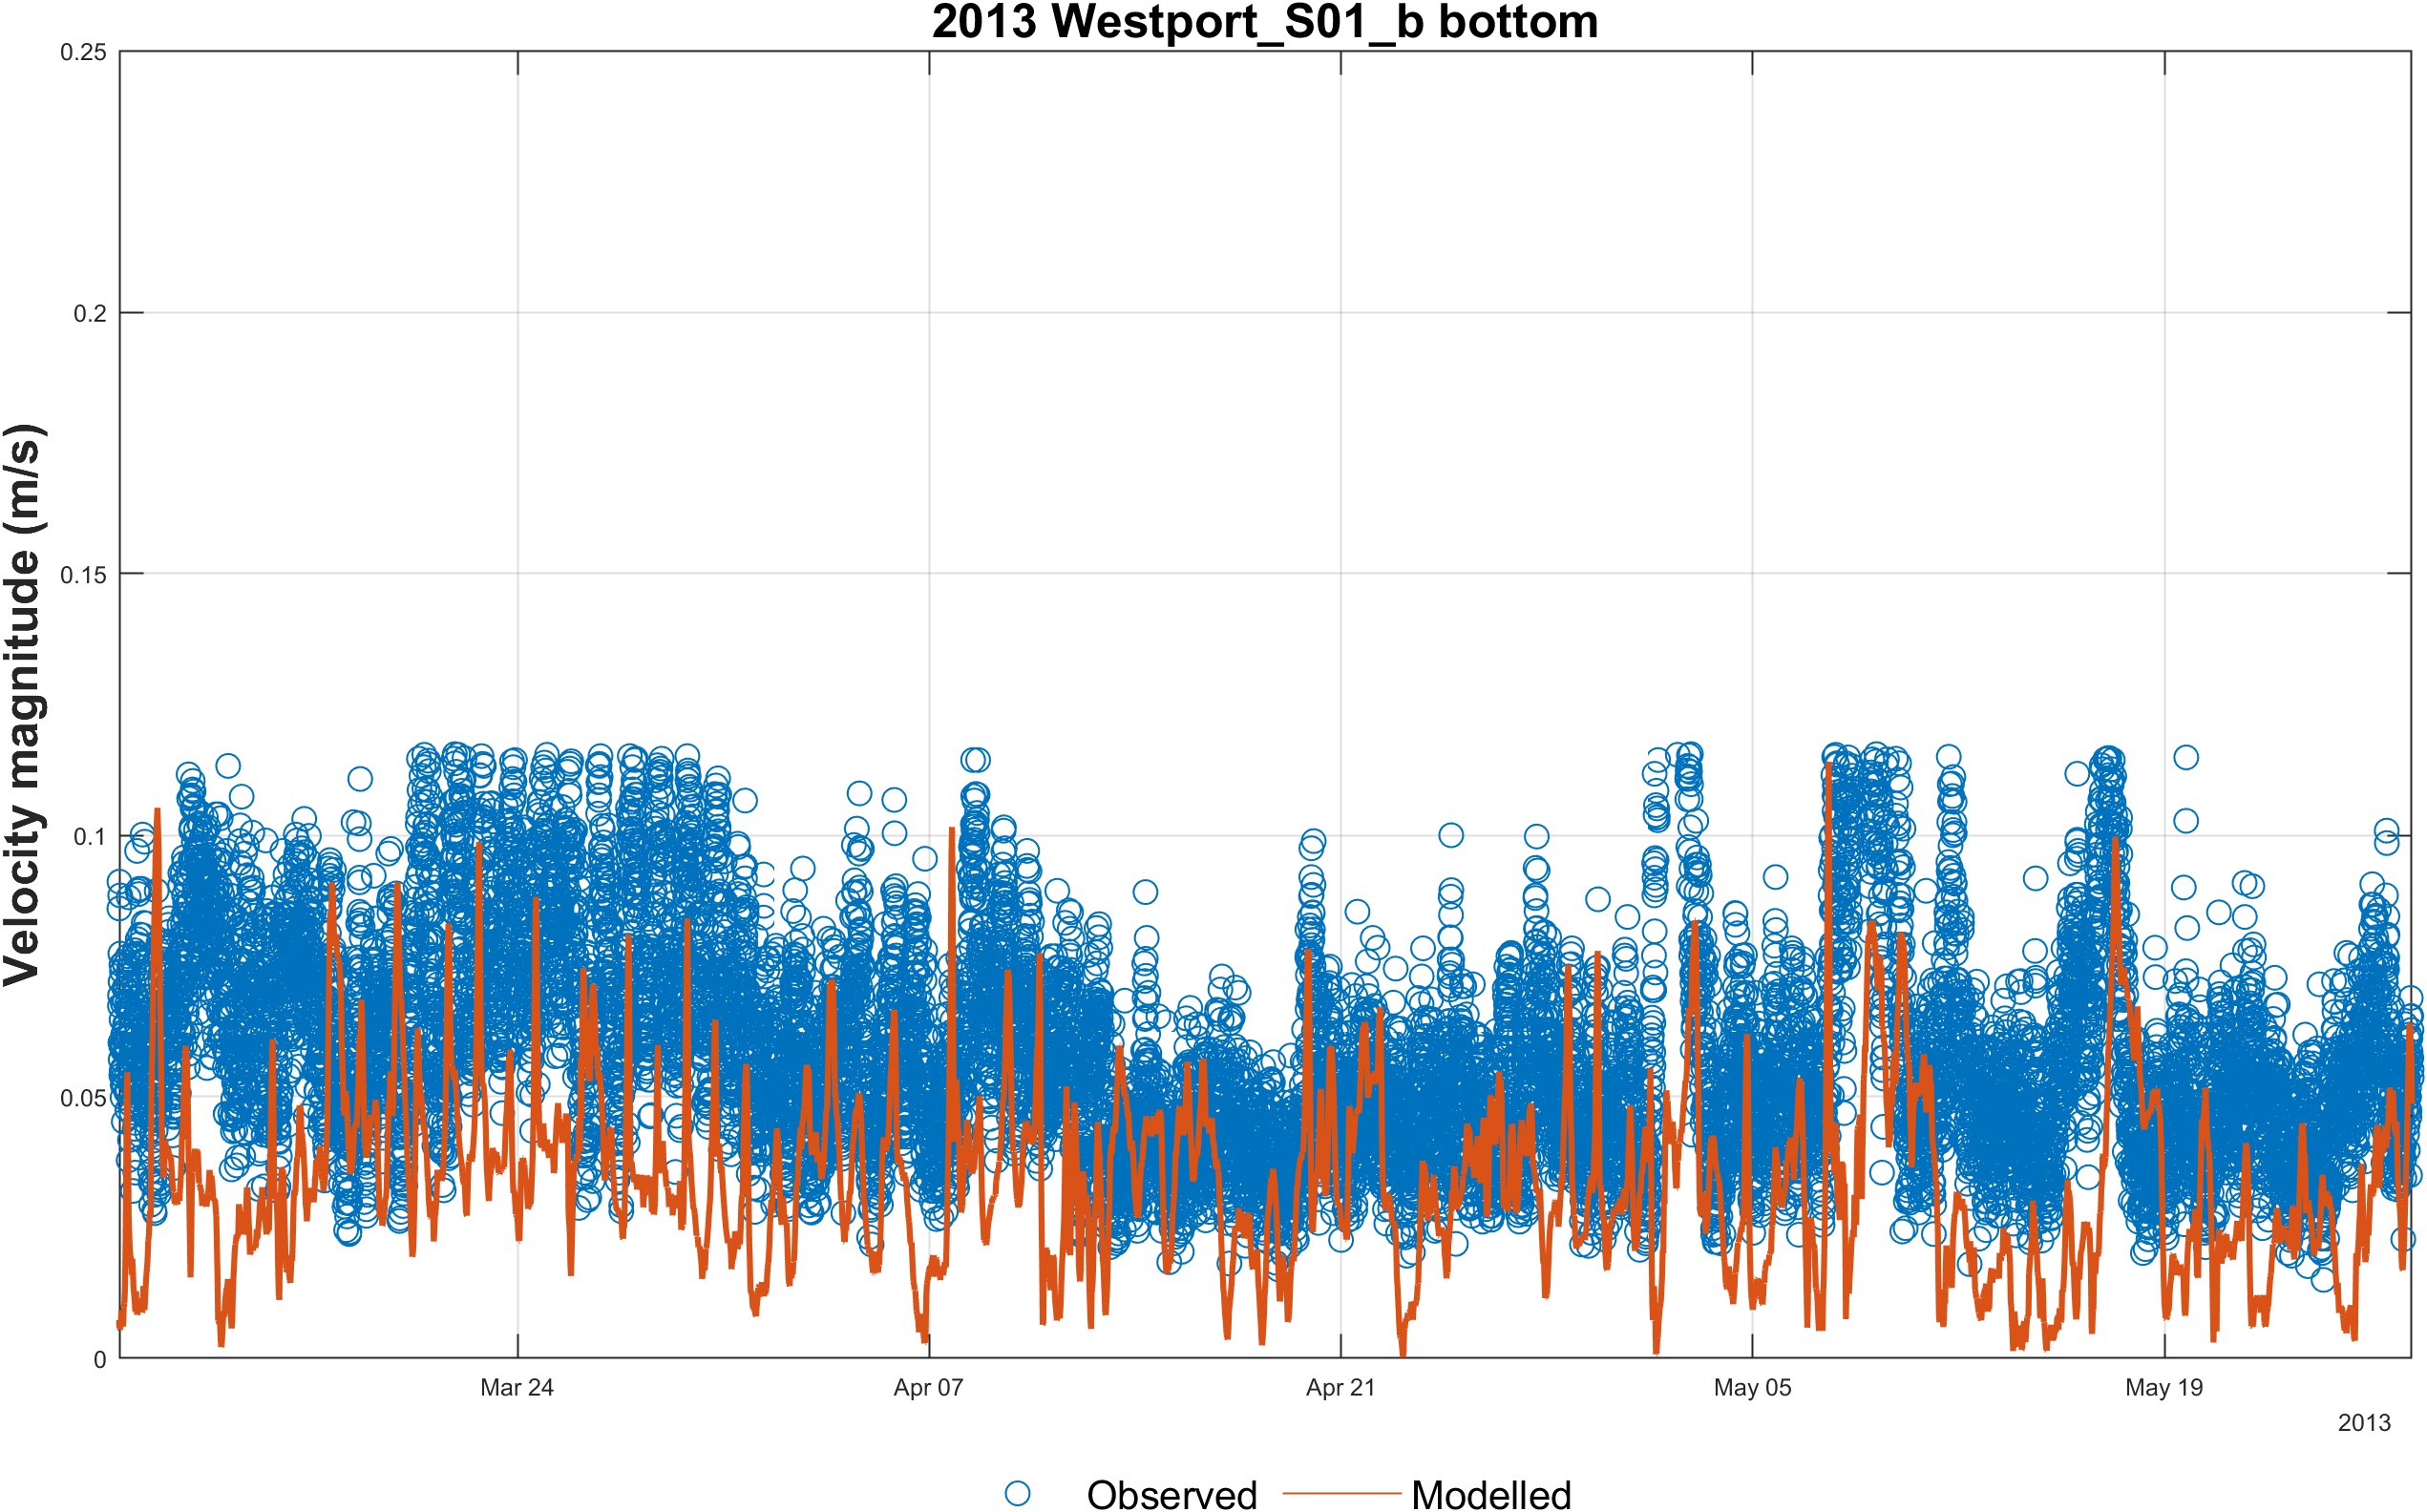 2013 Westport_S01_b bottom
Velocity magnitude (m/s)
0.25
0.2
0.15
0.1
0.05
0
Mar 24
Apr 07
Apr 21
May 05
May 19
2013
Observed
Modelled